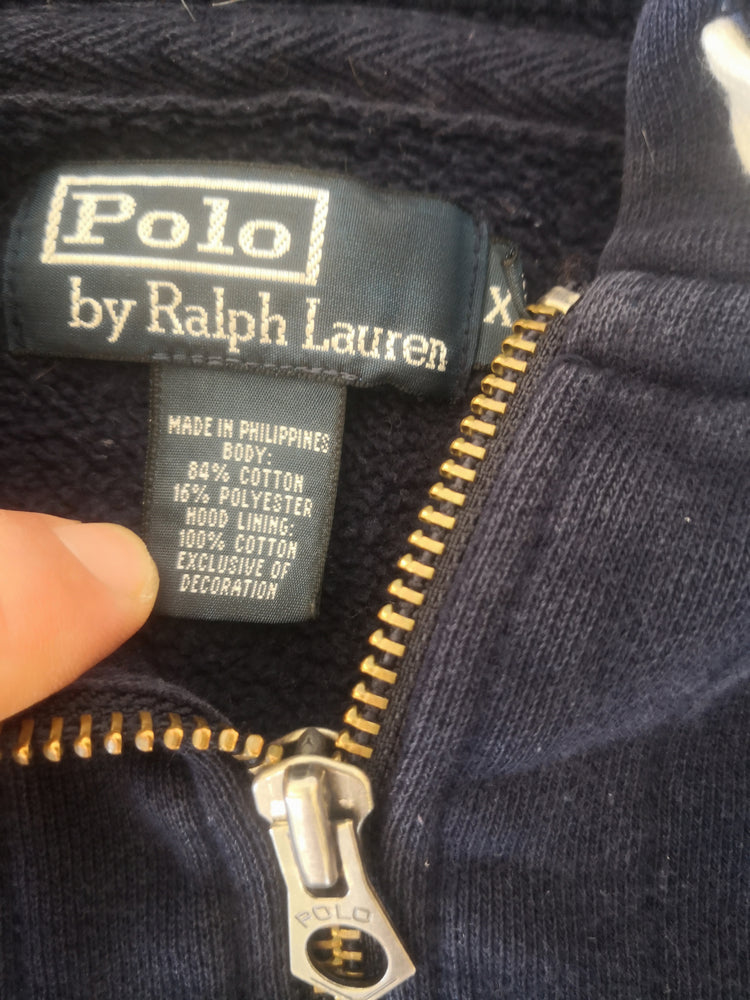 Polo
by Ralph Lauren
X
MADE IN PHILIPPINES
BODY:
84% COTTON
16% POLYESTER
HOOD LINING:
100% COTTON
EXCLUSIVE OF
DECORATION
POLO